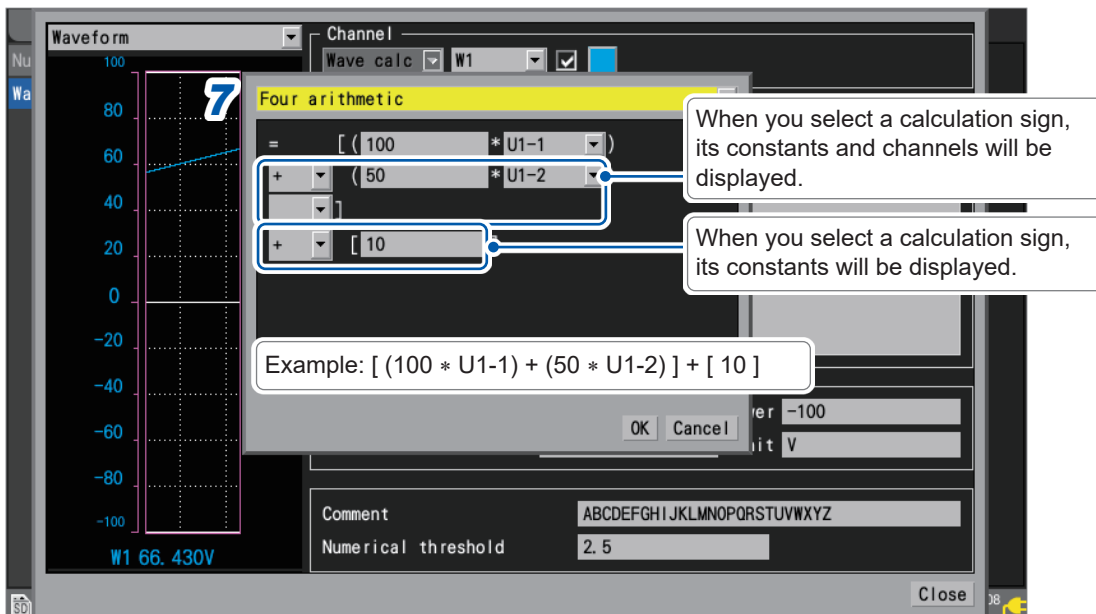 Waveform
Channel
Wave calc W1
Nu
Wa
100
80
60
40
20
0
-20
-40
-60
-80
-100
W1 66.430V
7
Four arithmetic
= [ ( 100 * U1-1 )
+ ( 50 * U1-2
]
+ [ 10
When you select a calculation sign,
its constants and channels will be
displayed.
When you select a calculation sign,
its constants will be displayed.
Example: [ (100 ∗ U1-1) + (50 ∗ U1-2) ] + [ 10 ]
OK Cancel
er -100
it V
Comment ABCDEFGHIJKLMNOPQRSTUVWXYZ
Numerical threshold 2.5
Close
SD
08